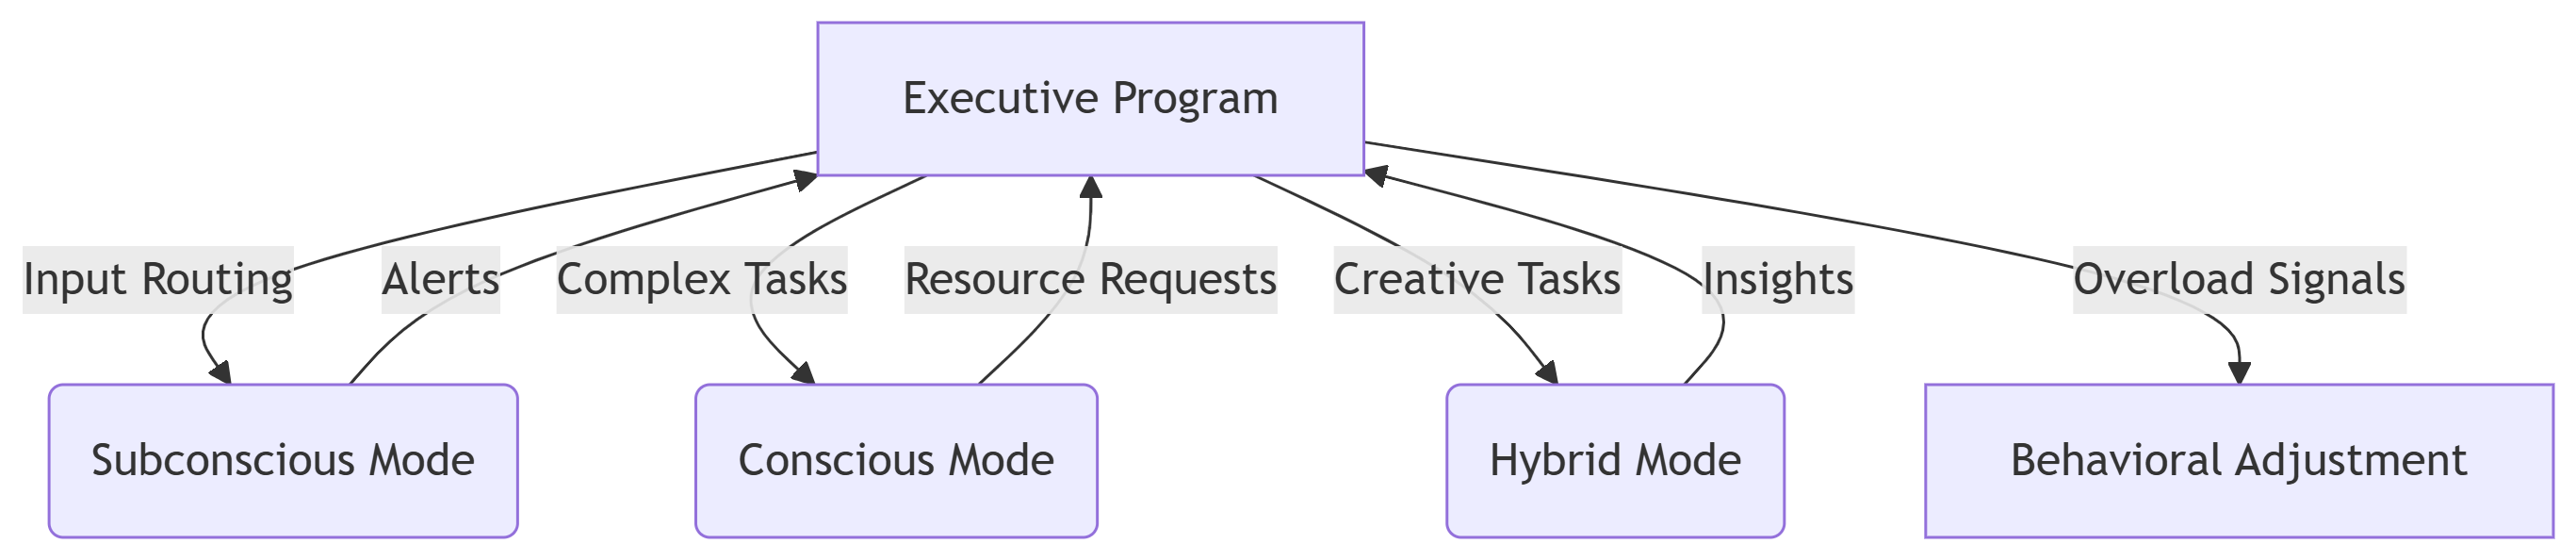 Executive Program
Input Routing
Alerts
Complex Tasks
Resource Requests
Creative Tasks
Insights
Overload Signals
Subconscious Mode
Conscious Mode
Hybrid Mode
Behavioral Adjustment